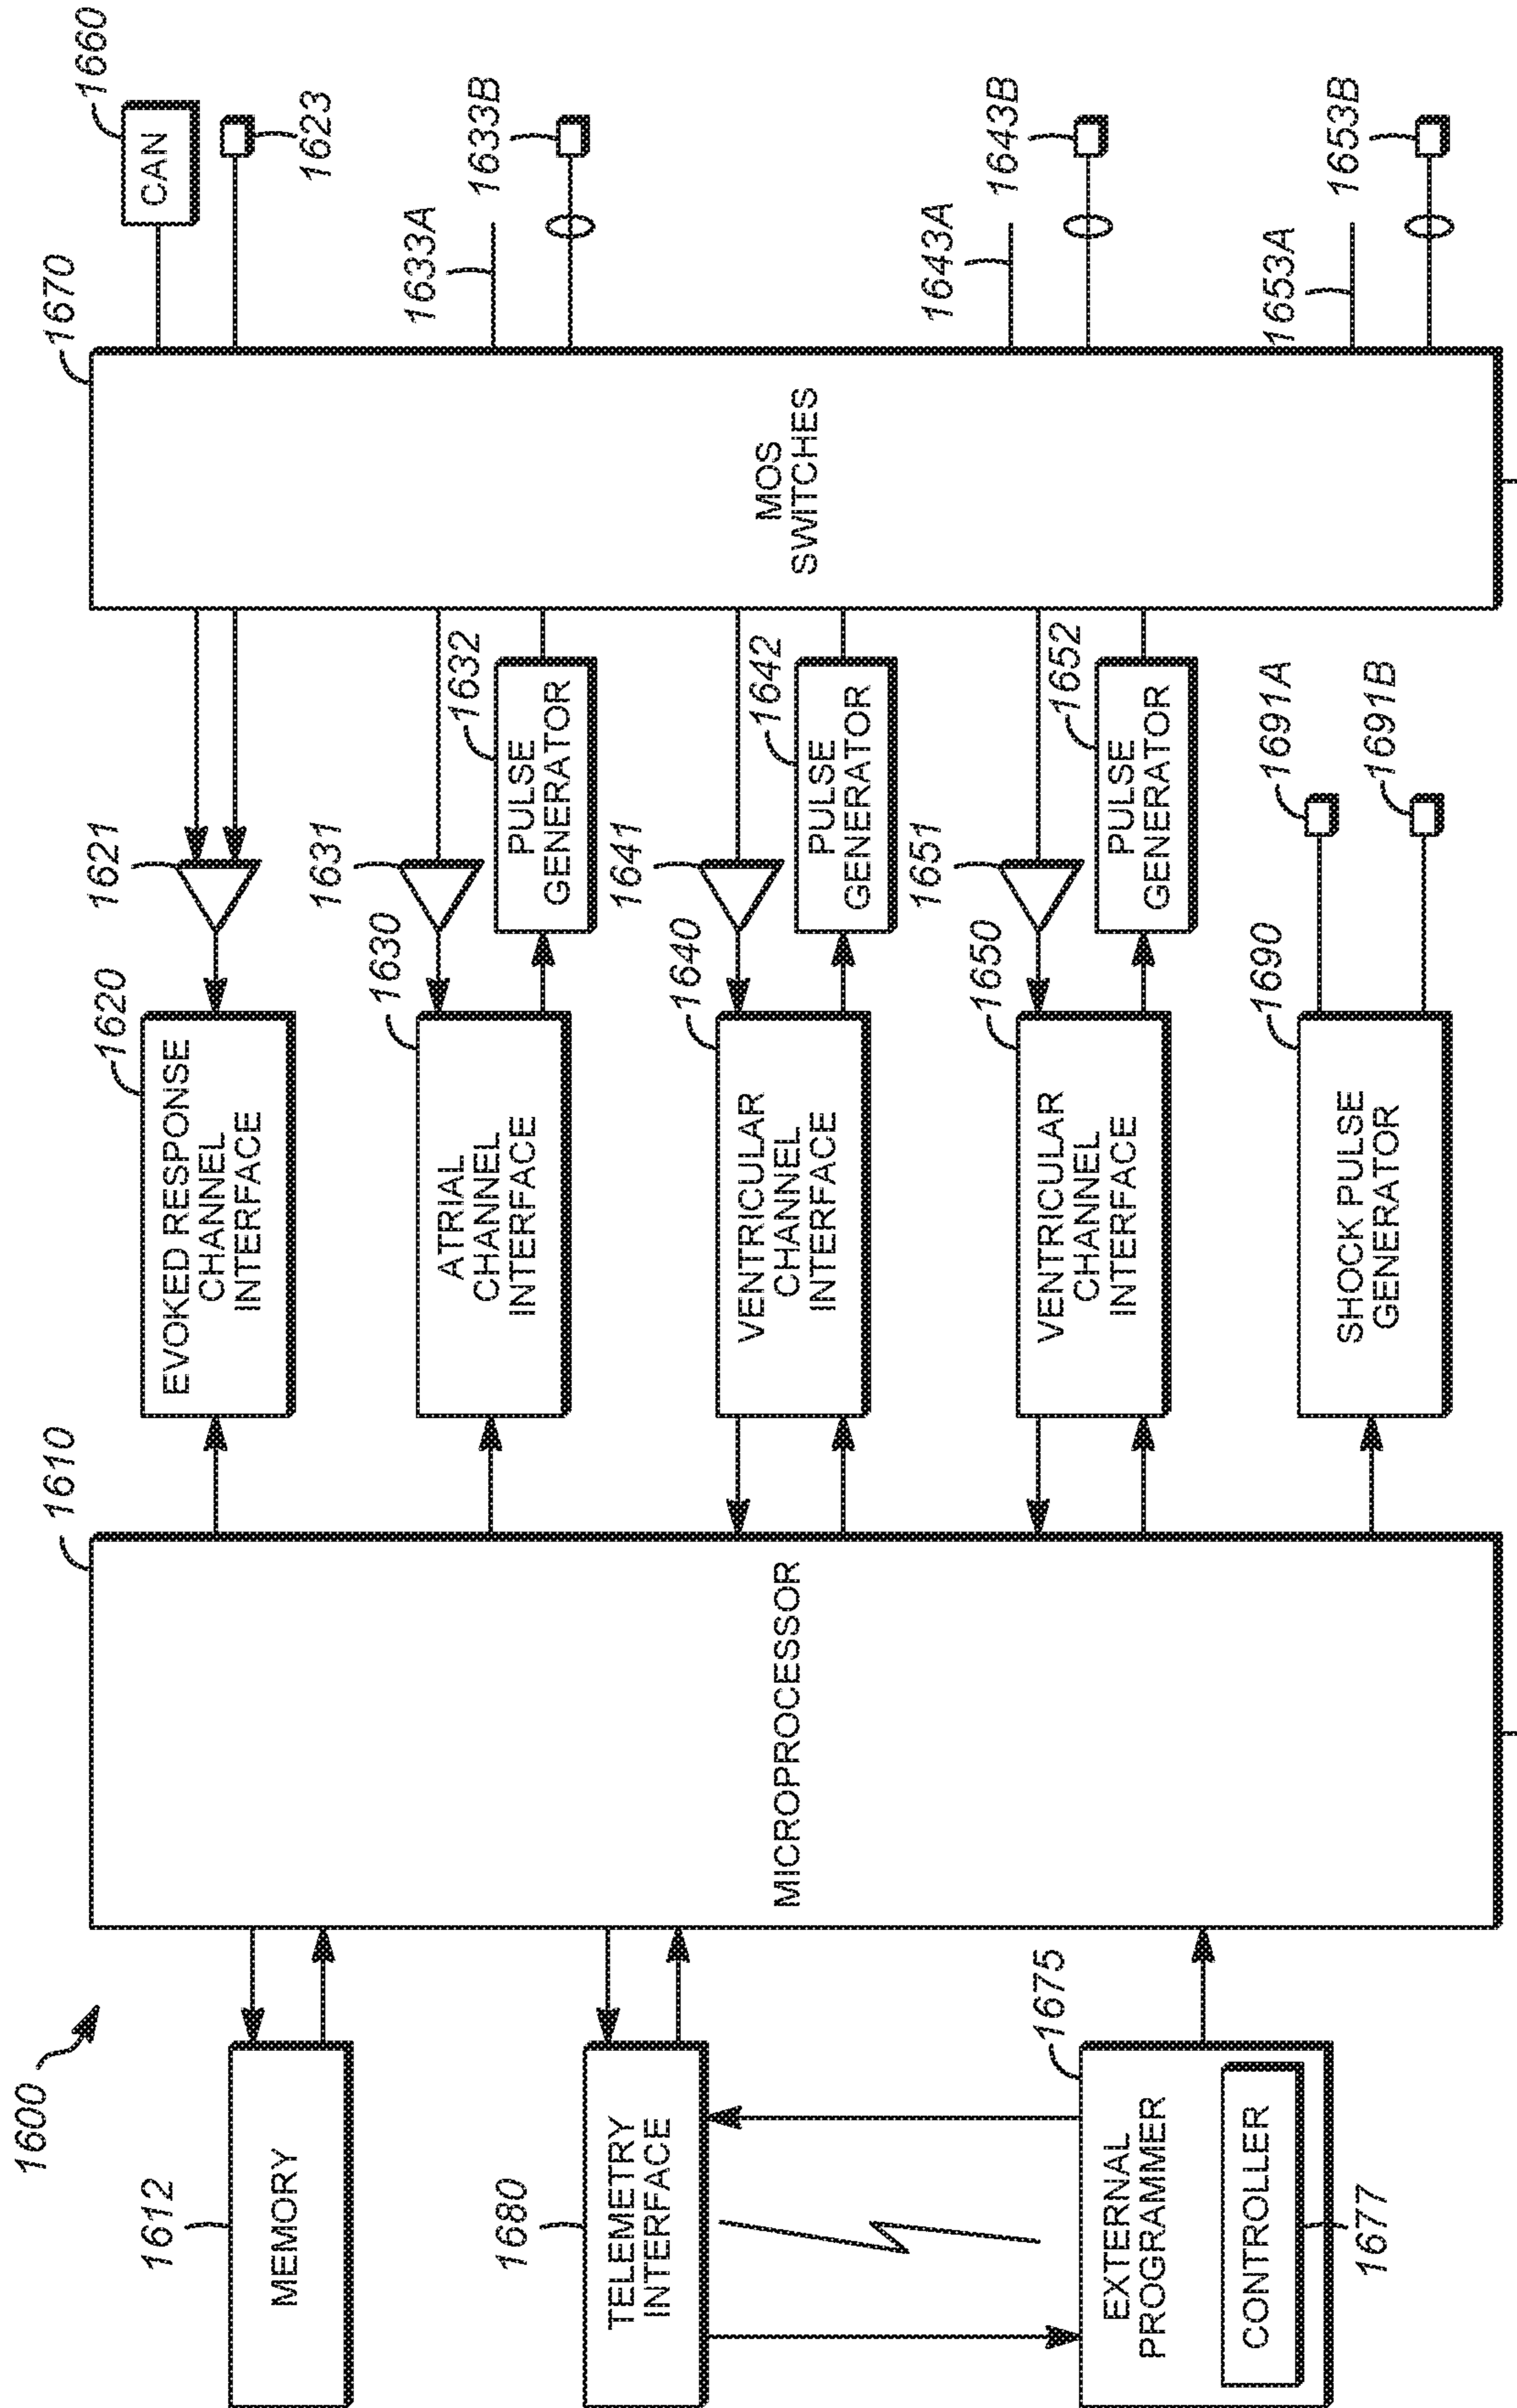 1600
1612
MEMORY
1680
TELEMETRY
INTERFACE
1675
EXTERNAL
PROGRAMMER
CONTROLLER
1677
1610
MICROPROCESSOR
1620
EVOKED RESPONSE
CHANNEL
INTERFACE
1621
1630
ATRIAL
CHANNEL
INTERFACE
1631
1632
PULSE
GENERATOR
1640
VENTRICULAR
CHANNEL
INTERFACE
1641
1642
PULSE
GENERATOR
1650
VENTRICULAR
CHANNEL
INTERFACE
1651
1652
PULSE
GENERATOR
1690
SHOCK PULSE
GENERATOR
1691A
1691B
1670
MOS
SWITCHES
1660
CAN
1623
1633A
1633B
1643A
1643B
1653A
1653B